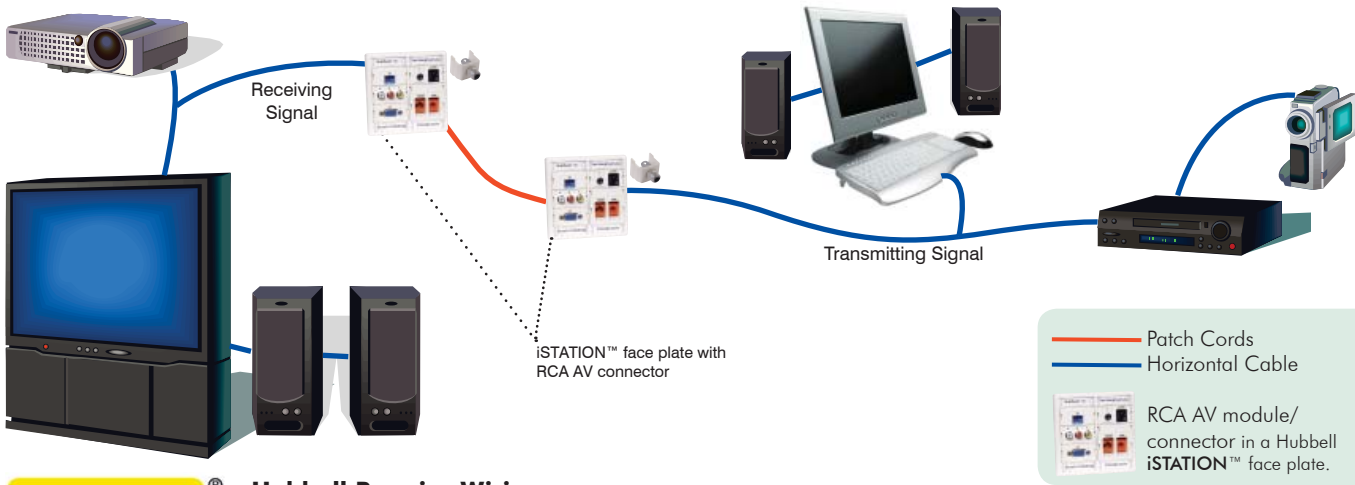 Receiving
Signal
Transmitting Signal
iSTATION™ face plate with
RCA AV connector
Patch Cords
Horizontal Cable
RCA AV module/
connector in a Hubbell
iSTATION™ face plate.
®